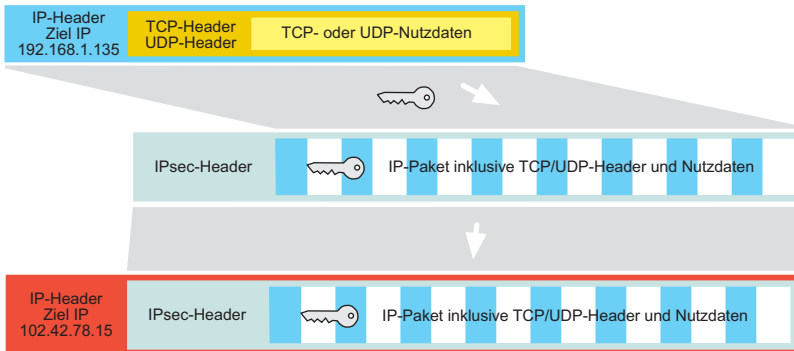 IP-Header
Ziel IP
192.168.1.135
TCP-Header
UDP-Header
TCP- oder UDP-Nutzdaten
IPsec-Header
IP-Paket inklusive TCP/UDP-Header und Nutzdaten
IP-Header
Ziel IP
102.42.78.15
IPsec-Header
IP-Paket inklusive TCP/UDP-Header und Nutzdaten